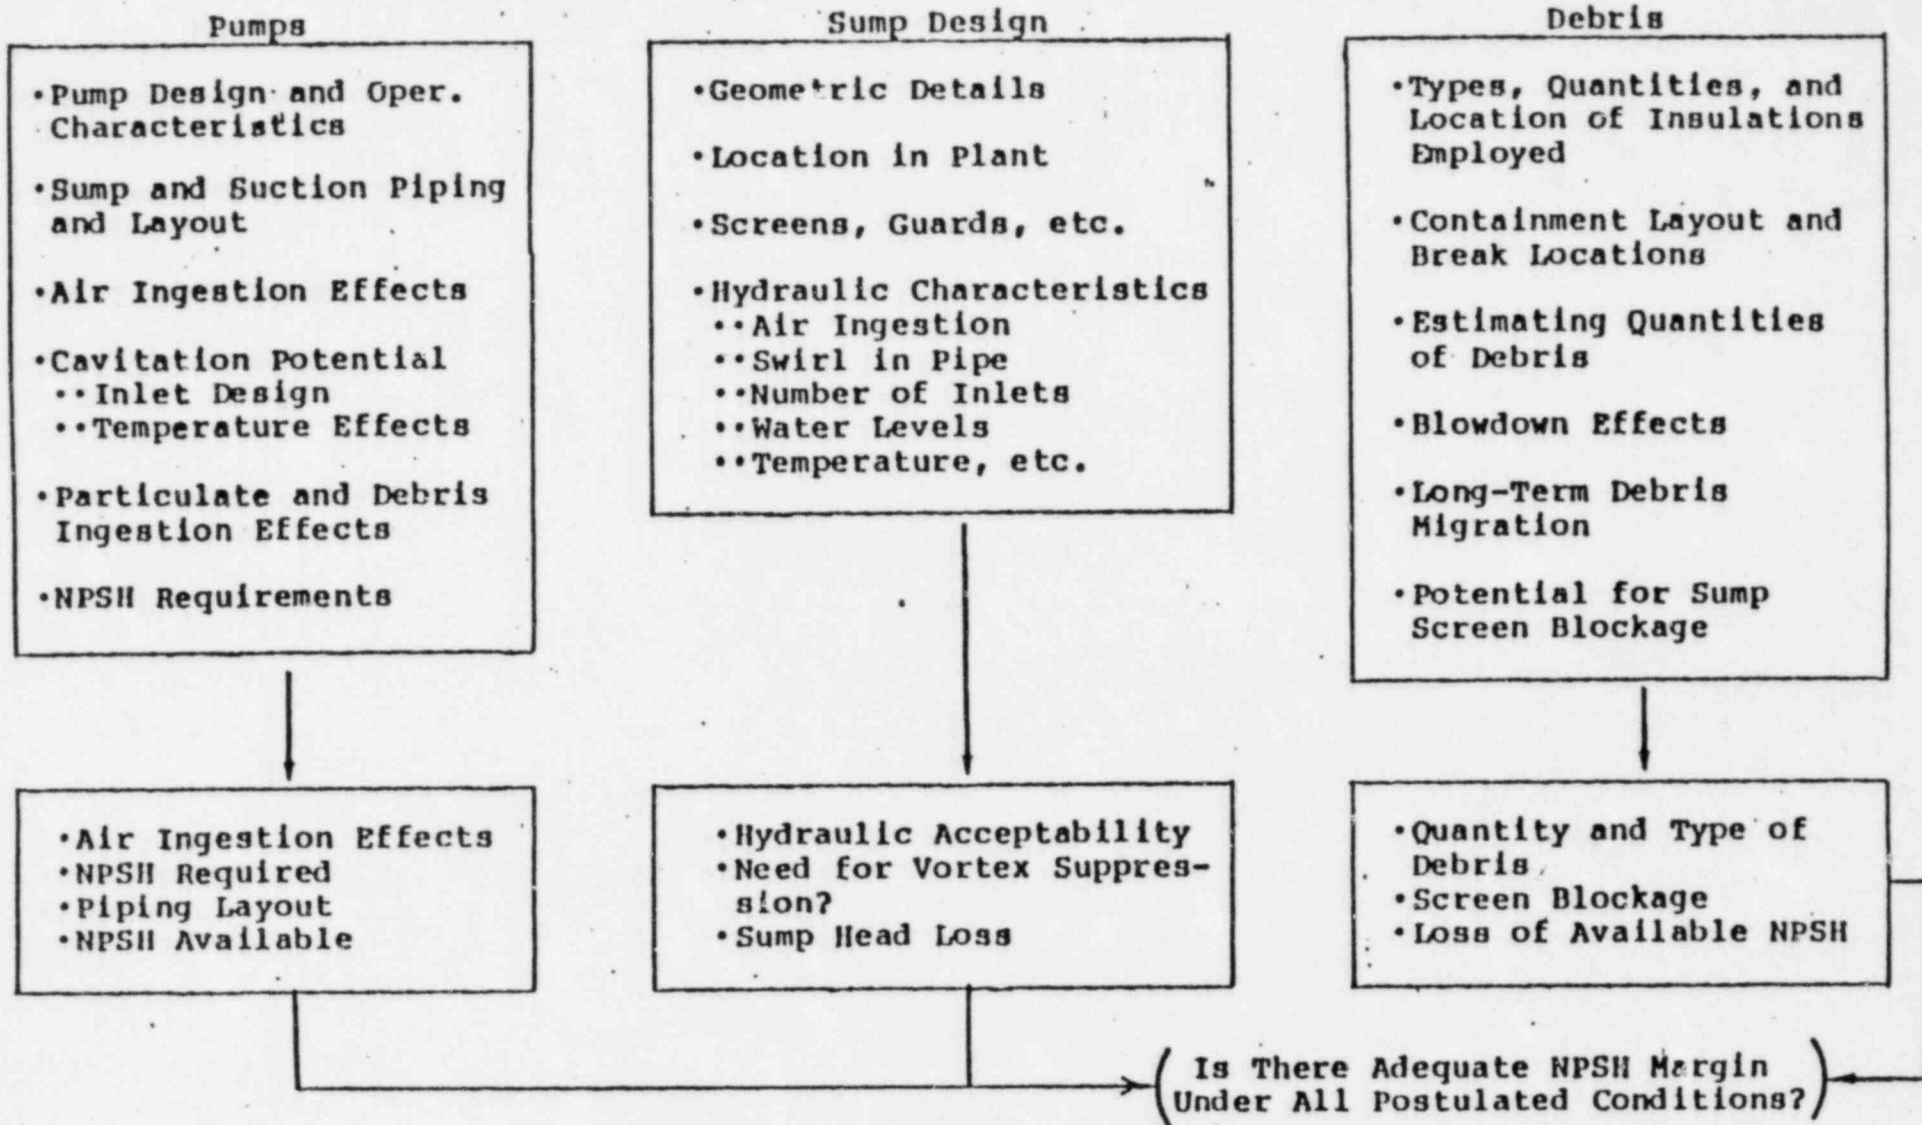 Pumps
•Pump Design and Oper.
Characteristics
•Sump and Suction Piping
and Layout
•Air Ingestion Effects
•Cavitation Potential
••Inlet Design
••Temperature Effects
•Particulate and Debris
Ingestion Effects
•NPSH Requirements
Sump Design
•Geometric Details
•Location in Plant
•Screens, Guards, etc.
•Hydraulic Characteristics
••Air Ingestion
••Swirl in Pipe
••Number of Inlets
••Water Levels
••Temperature, etc.
Debris
•Types, Quantities, and
Location of Insulations
Employed
•Containment Layout and
Break Locations
•Estimating Quantities
of Debris
•Blowdown Effects
•Long-Term Debris
Migration
•Potential for Sump
Screen Blockage
•Air Ingestion Effects
•NPSH Required
•Piping Layout
•NPSH Available
•Hydraulic Acceptability
•Need for Vortex Suppres-
sion?
•Sump Head Loss
•Quantity and Type of
Debris
•Screen Blockage
•Loss of Available NPSH
Is There Adequate NPSH Margin
Under All Postulated Conditions?